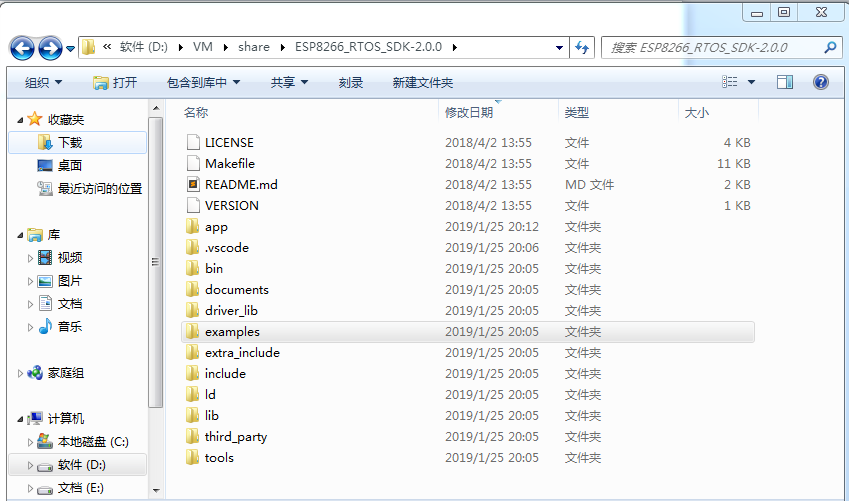 « 软件 (D:) ▸ VM ▸ share ▸ ESP8266_RTOS_SDK-2.0.0 ▸
搜索 ESP8266_RTOS_SDK-2.0.0
组织 打开 包含到库中 共享 刻录 新建文件夹
名称 修改日期 类型 大小
收藏夹
下载
桌面
最近访问的位置
库
视频
图片
文档
音乐
家庭组
计算机
本地磁盘 (C:)
软件 (D:)
文档 (E:)
LICENSE 2018/4/2 13:55 文件 4 KB
Makefile 2018/4/2 13:55 文件 11 KB
README.md 2018/4/2 13:55 MD 文件 2 KB
VERSION 2018/4/2 13:55 文件 1 KB
app 2019/1/25 20:12 文件夹
.vscode 2019/1/25 20:06 文件夹
bin 2019/1/25 20:05 文件夹
documents 2019/1/25 20:05 文件夹
driver_lib 2019/1/25 20:05 文件夹
examples 2019/1/25 20:05 文件夹
extra_include 2019/1/25 20:05 文件夹
include 2019/1/25 20:05 文件夹
ld 2019/1/25 20:05 文件夹
lib 2019/1/25 20:05 文件夹
third_party 2019/1/25 20:05 文件夹
tools 2019/1/25 20:05 文件夹